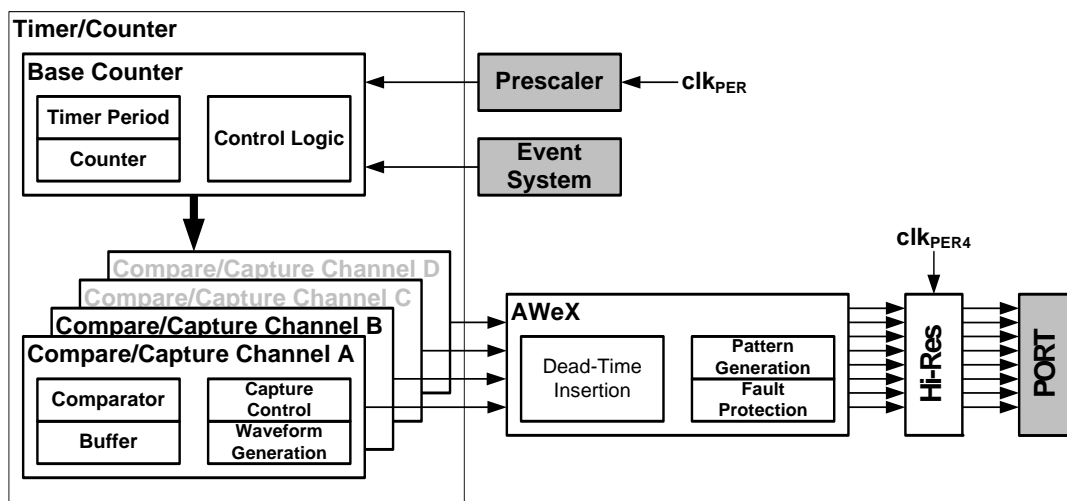 Timer/Counter
Base Counter
Timer Period
Counter
Control Logic
Prescaler
clkPER
Event
System
Compare/Capture Channel D
Compare/Capture Channel C
Compare/Capture Channel B
Compare/Capture Channel A
Comparator
Buffer
Capture
Control
Waveform
Generation
AWeX
Dead-Time
Insertion
Pattern
Generation
Fault
Protection
clkPER4
Hi-Res
PORT